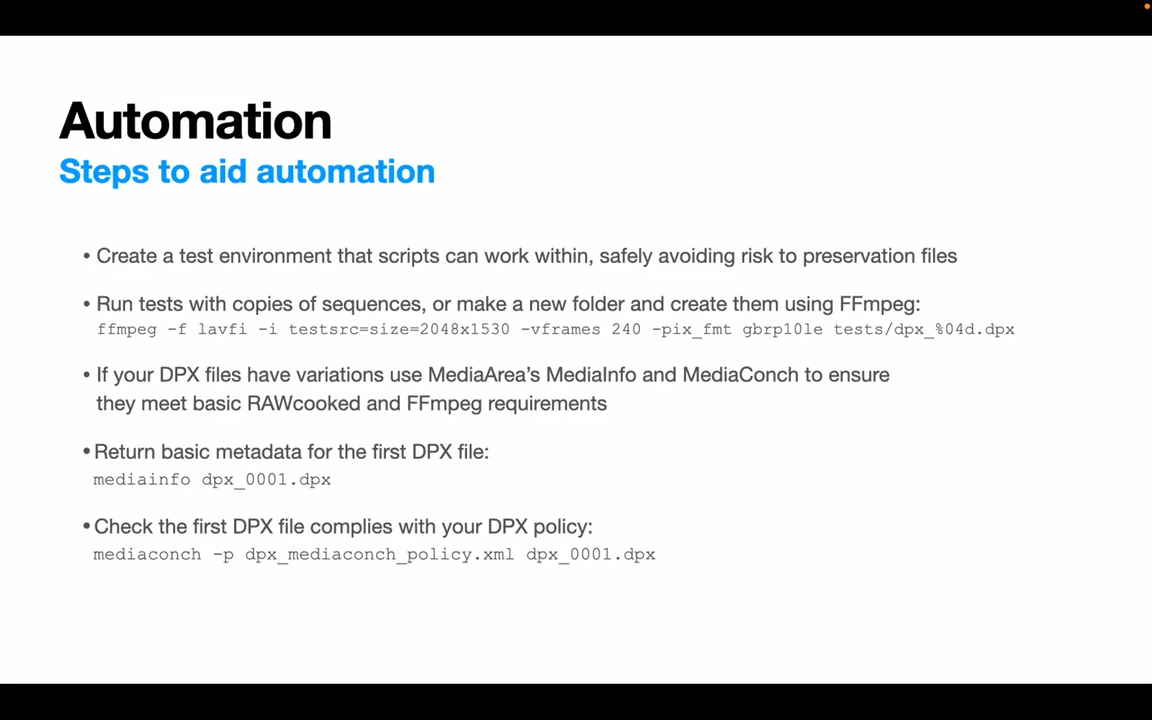 Automation
Steps to aid automation
• Create a test environment that scripts can work within, safely avoiding risk to preservation files
• Run tests with copies of sequences, or make a new folder and create them using FFmpeg:
ffmpeg -f lavfi -i testsrc=size=2048x1530 -vframes 240 -pix_fmt gbrp10le tests/dpx_%04d.dpx
• If your DPX files have variations use MediaArea’s MediaInfo and MediaConch to ensure
they meet basic RAWcooked and FFmpeg requirements
• Return basic metadata for the first DPX file:
mediainfo dpx_0001.dpx
• Check the first DPX file complies with your DPX policy:
mediaconch -p dpx_mediaconch_policy.xml dpx_0001.dpx